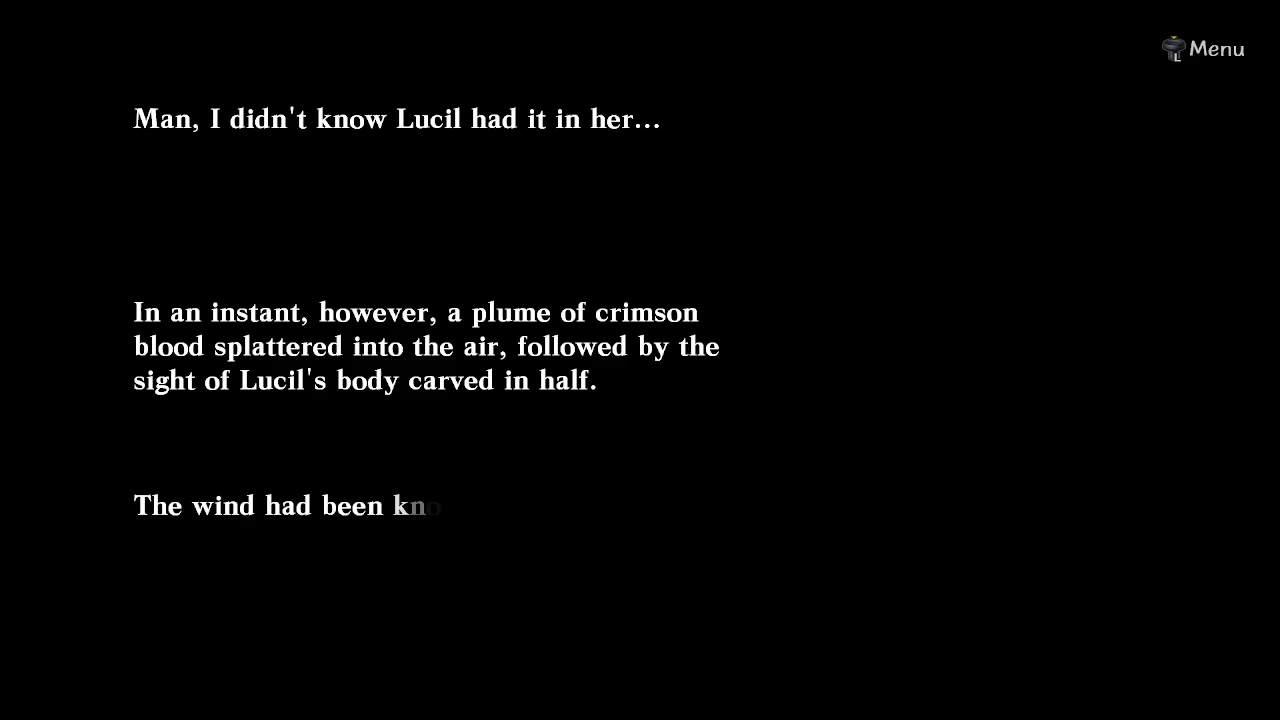 L Menu
Man, I didn't know Lucil had it in her...
In an instant, however, a plume of crimson
blood splattered into the air, followed by the
sight of Lucil's body carved in half.
The wind had been kno